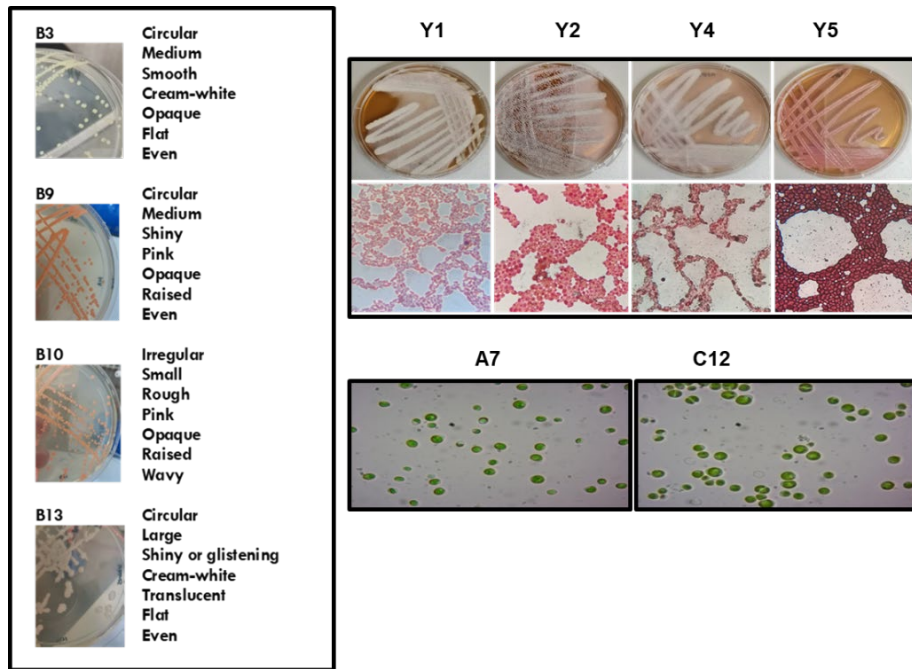 B3
Circular
Medium
Smooth
Cream-white
Opaque
Flat
Even
B9
Circular
Medium
Shiny
Pink
Opaque
Raised
Even
B10
Irregular
Small
Rough
Pink
Opaque
Raised
Wavy
B13
Circular
Large
Shiny or glistening
Cream-white
Translucent
Flat
Even
Y1
Y2
Y4
Y5
A7
C12